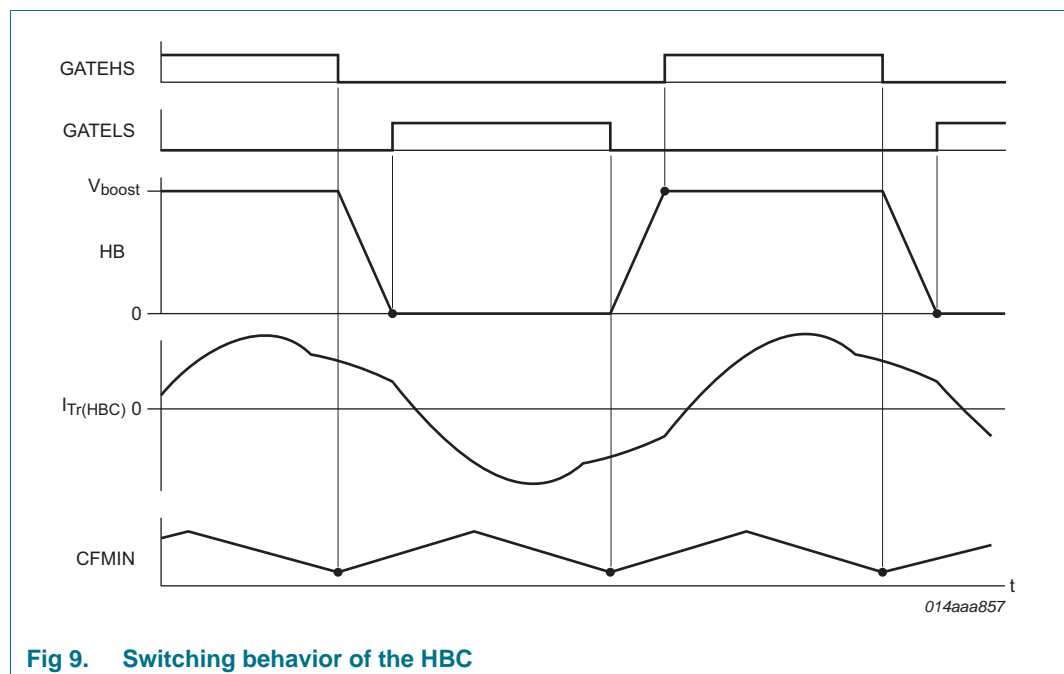 GATEHS
GATELS
Vboost
HB
0
ITr(HBC) 0
CFMIN
t
014aaa857
Fig 9. Switching behavior of the HBC